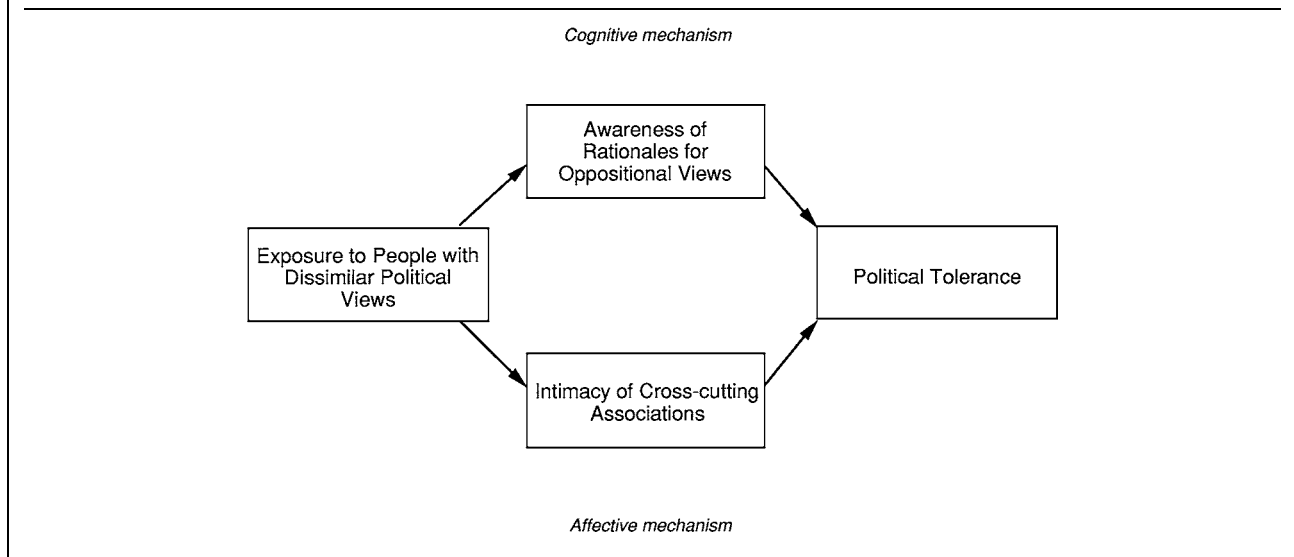 Cognitive mechanism
Awareness of
Rationales for
Oppositional Views
Exposure to People with
Dissimilar Political
Views
Political Tolerance
Intimacy of Cross-cutting
Associations
Affective mechanism